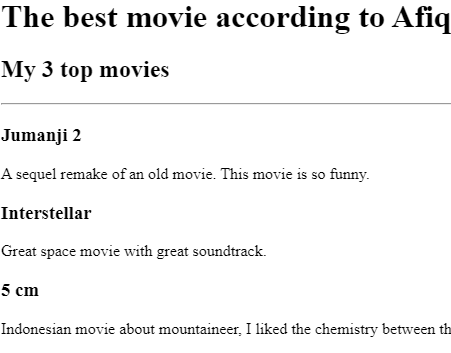 The best movie according to Afiq
My 3 top movies
Jumanji 2
A sequel remake of an old movie. This movie is so funny.
Interstellar
Great space movie with great soundtrack.
5 cm
Indonesian movie about mountaineer, I liked the chemistry between th